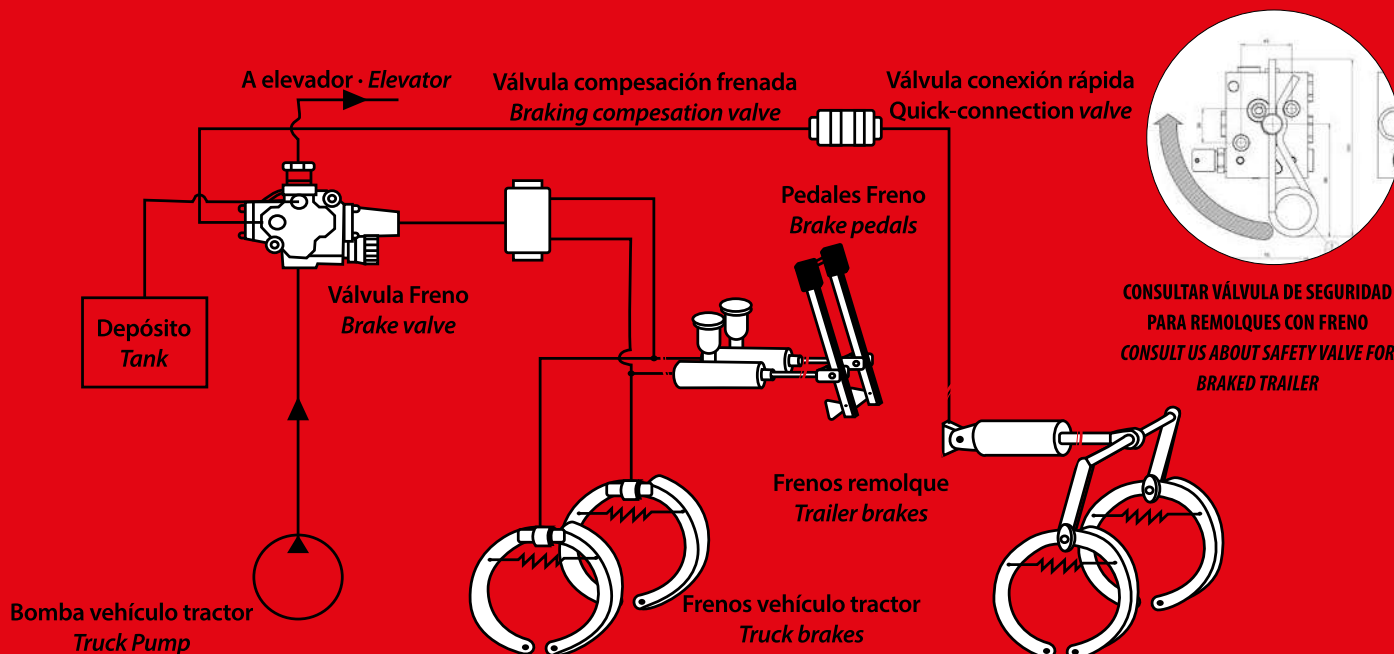 A elevador · Elevator
Válvula compesación frenada
Braking compesation valve
Válvula conexión rápida
Quick-connection valve
Pedales Freno
Brake pedals
Válvula Freno
Brake valve
Depósito
Tank
CONSULTAR VÁLVULA DE SEGURIDAD
PARA REMOLQUES CON FRENO
CONSULT US ABOUT SAFETY VALVE FOR
BRAKED TRAILER
Frenos remolque
Trailer brakes
Bomba vehículo tractor
Truck Pump
Frenos vehículo tractor
Truck brakes